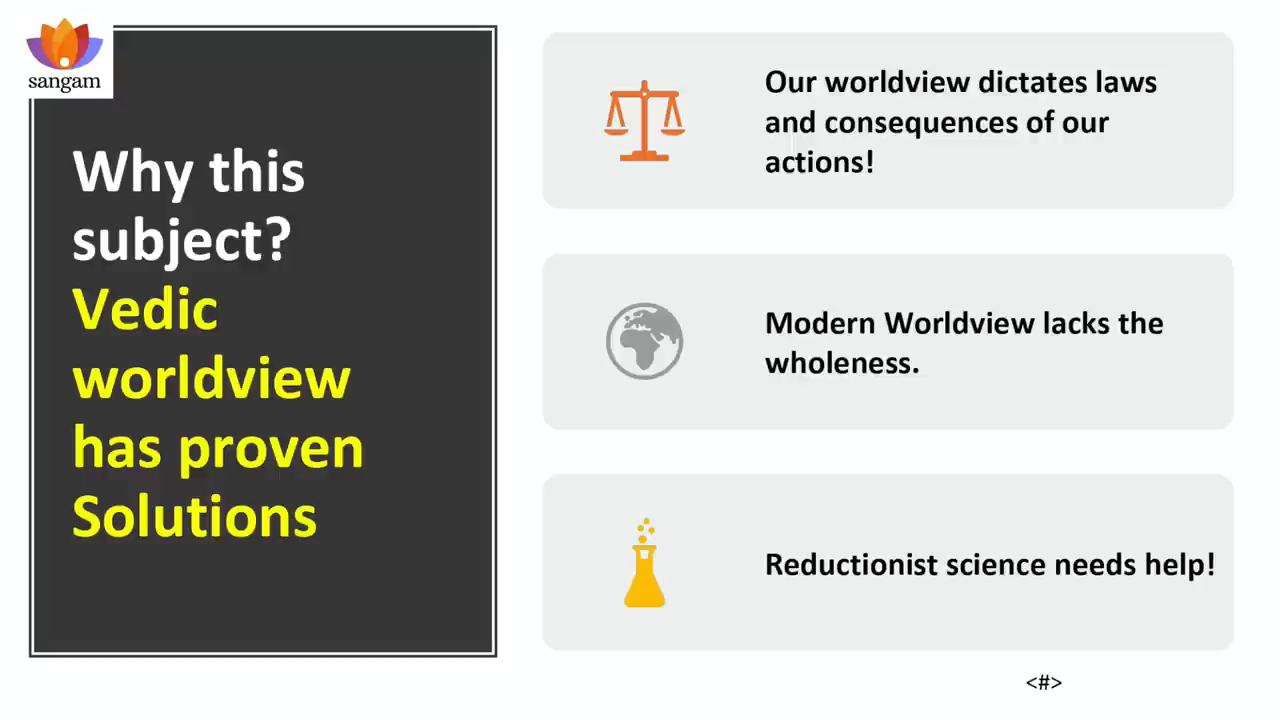 sangam
Why this
subject?
Vedic
worldview
has proven
Solutions
Our worldview dictates laws
and consequences of our
actions!
Modern Worldview lacks the
wholeness.
Reductionist science needs help!
<#>